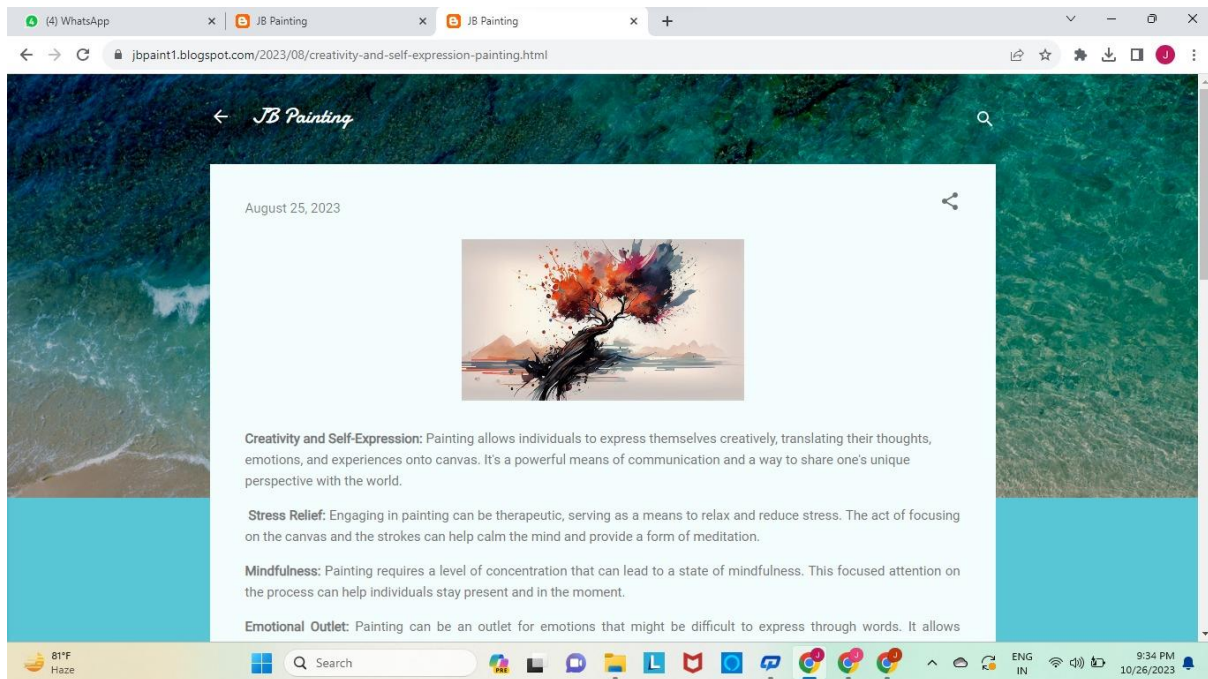 (4) WhatsApp
JB Painting
JB Painting
jbpaint1.blogspot.com/2023/08/creativity-and-self-expression-painting.html
J
JB Painting
August 25, 2023
Creativity and Self-Expression: Painting allows individuals to express themselves creatively, translating their thoughts,
emotions, and experiences onto canvas. It's a powerful means of communication and a way to share one's unique
perspective with the world.
Stress Relief: Engaging in painting can be therapeutic, serving as a means to relax and reduce stress. The act of focusing
on the canvas and the strokes can help calm the mind and provide a form of meditation.
Mindfulness: Painting requires a level of concentration that can lead to a state of mindfulness. This focused attention on
the process can help individuals stay present and in the moment.
Emotional Outlet: Painting can be an outlet for emotions that might be difficult to express through words. It allows
81°F
Haze
Search
PRE
L
J
J
J
ENG
IN
9:34 PM
10/26/2023